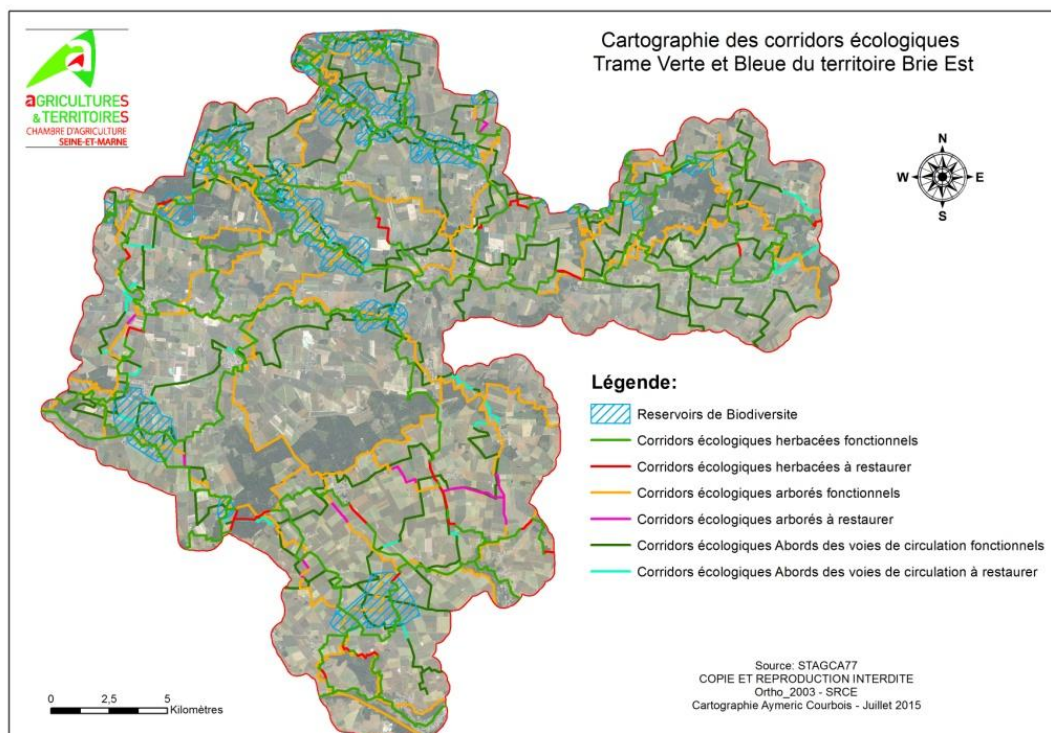 Cartographie des corridors écologiques
Trame Verte et Bleue du territoire Brie Est
aGRICULTURES
& TERRITOIRES
CHAMBRE D'AGRICULTURE
SEINE-ET-MARNE
N
W
E
S
Légende:
Reservoirs de Biodiversite
Corridors écologiques herbacées fonctionnels
Corridors écologiques herbacées à restaurer
Corridors écologiques arborés fonctionnels
Corridors écologiques arborés à restaurer
Corridors écologiques Abords des voies de circulation fonctionnels
Corridors écologiques Abords des voies de circulation à restaurer
0 2,5 5
Kilomètres
Source: STAGCA77
COPIE ET REPRODUCTION INTERDITE
Ortho_2003 - SRCE
Cartographie Aymeric Courbois - Juillet 2015